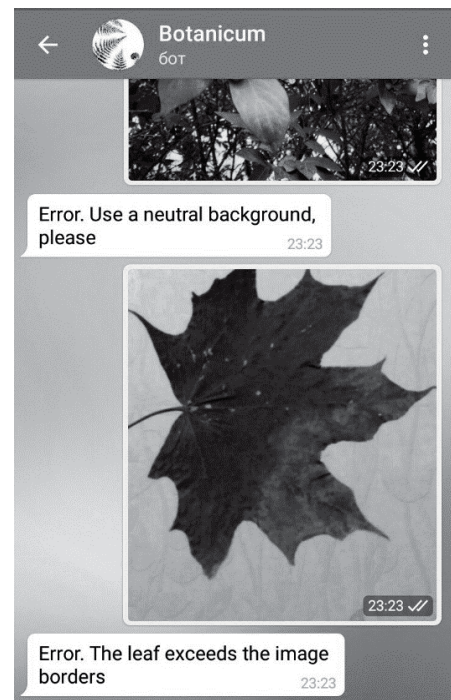 Botanicum
бот
23:23
Error. Use a neutral background,
please
23:23
23:23
Error. The leaf exceeds the image
borders
23:23